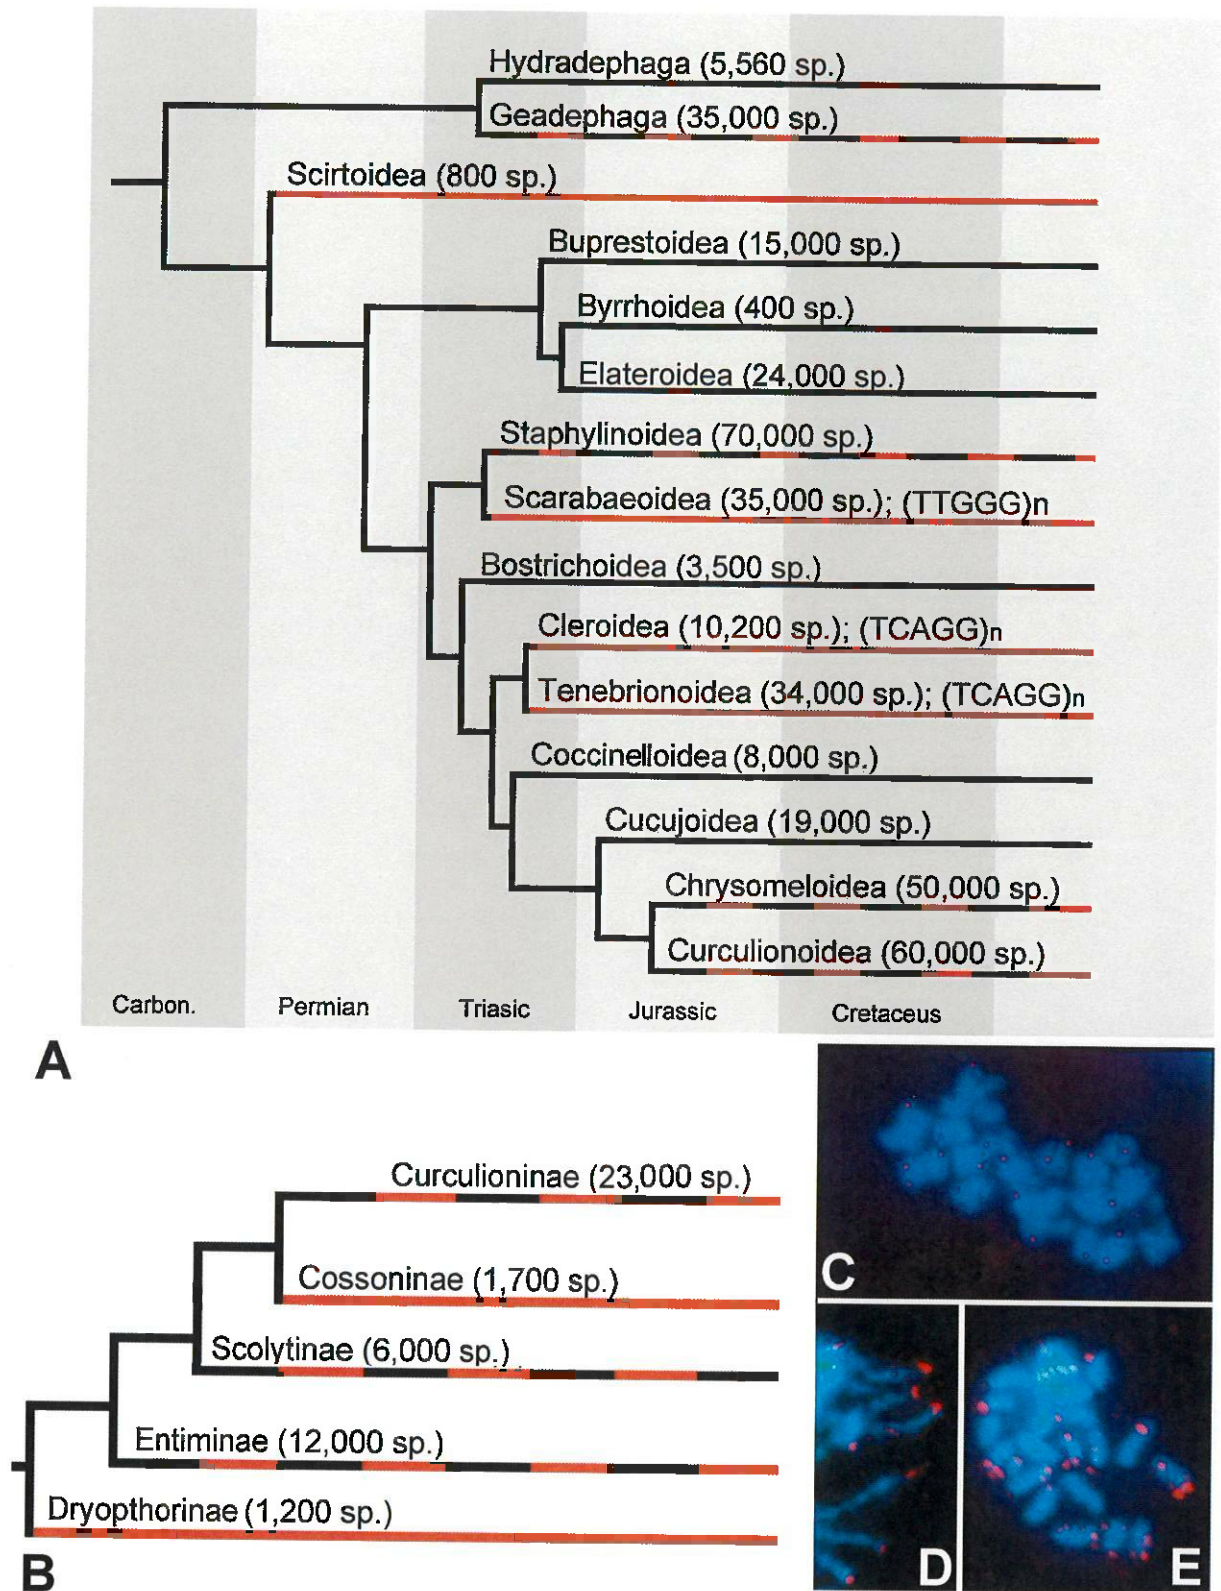 Hydradephaga (5,560 sp.)
Geadephaga (35,000 sp.)
Scirtoidea (800 sp.)
Buprestoidea (15,000 sp.)
Byrrhoidea (400 sp.)
Elateroidea (24,000 sp.)
Staphylinoidea (70,000 sp.)
Scarabaeoidea (35,000 sp.); (TTGGG)n
Bostrichoidea (3,500 sp.)
Cleroidea (10,200 sp.); (TCAGG)n
Tenebrionoidea (34,000 sp.); (TCAGG)n
Coccinelloidea (8,000 sp.)
Cucujoidea (19,000 sp.)
Chrysomeloidea (50,000 sp.)
Curculionoidea (60,000 sp.)
Carbon. Permian Triasic Jurassic Cretaceus
A
Curculioninae (23,000 sp.)
Cossoninae (1,700 sp.)
Scolytinae (6,000 sp.)
Entiminae (12,000 sp.)
Dryopthorinae (1,200 sp.)
B
C
D
E